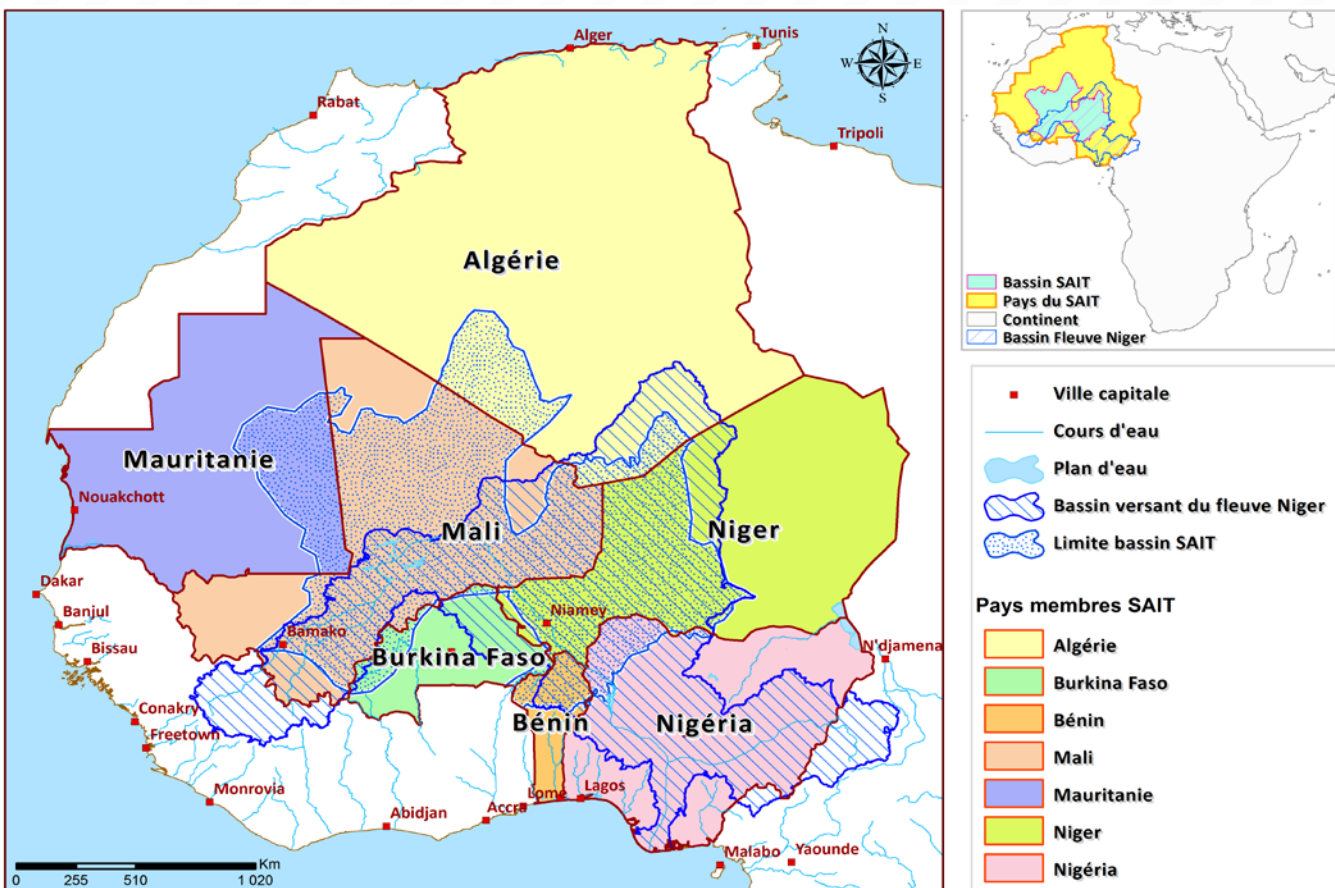 Alger
Tunis
N
W E
S
Rabat
Tripoli
Algérie
Mauritanie
Nouakchott
Mali
Niger
Dakar
Banjul
Bissau
Bamako
Niamey
Burkina Faso
N'djamena
Conakry
Freetown
Bénin
Nigéria
Monrovia
Abidjan
Accra
Lomé
Lagos
Malabo
Yaounde
Km
0 255 510 1 020
Bassin SAIT
Pays du SAIT
Continent
Bassin Fleuve Niger
Ville capitale
Cours d'eau
Plan d'eau
Bassin versant du fleuve Niger
Limite bassin SAIT
Pays membres SAIT
Algérie
Burkina Faso
Bénin
Mali
Mauritanie
Niger
Nigéria